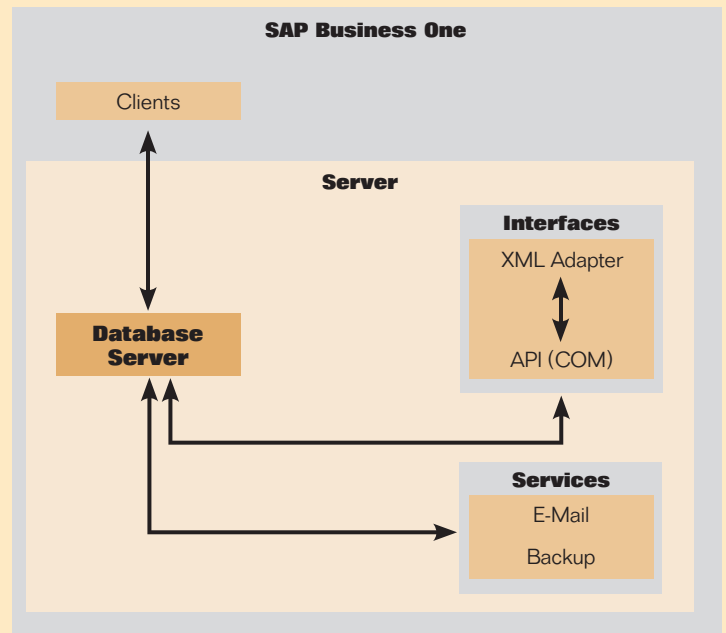 SAP Business One
Clients
Server
Database
Server
Interfaces
XML Adapter
API (COM)
Services
E-Mail
Backup